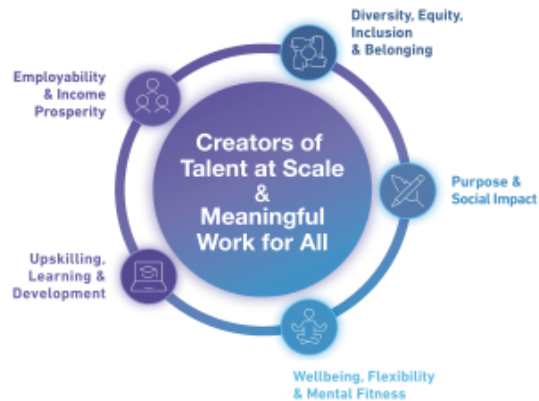 Diversity, Equity,
Inclusion
& Belonging
Employability
& Income
Prosperity
Creators of
Talent at Scale
&
Meaningful
Work for All
Purpose &
Social Impact
Upskilling,
Learning &
Development
Wellbeing, Flexibility
& Mental Fitness